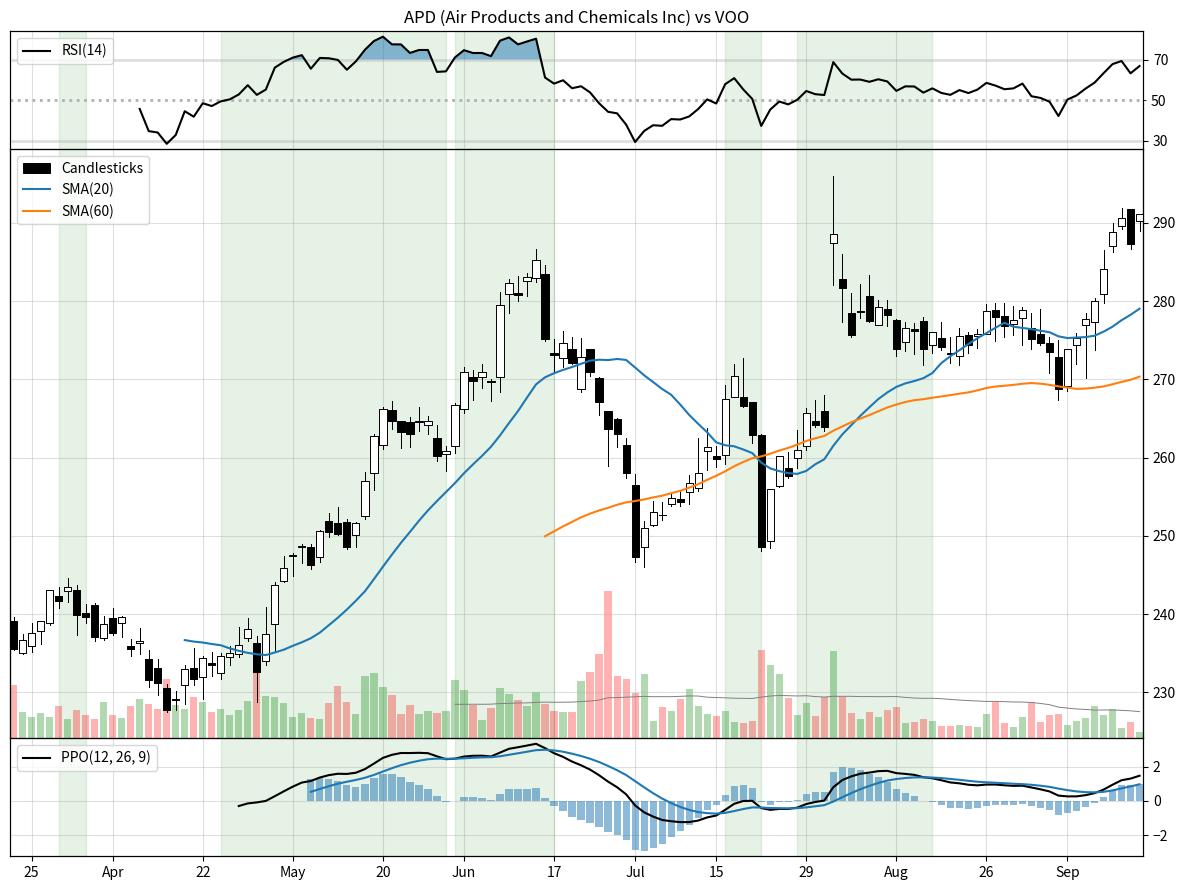 APD (Air Products and Chemicals Inc) vs VOO
RSI(14)
70
50
30
Candlesticks
SMA(20)
SMA(60)
290
280
270
260
250
240
230
PPO(12, 26, 9)
2
0
−2
25 Apr 22 May 20 Jun 17 Jul 15 29 Aug 26 Sep